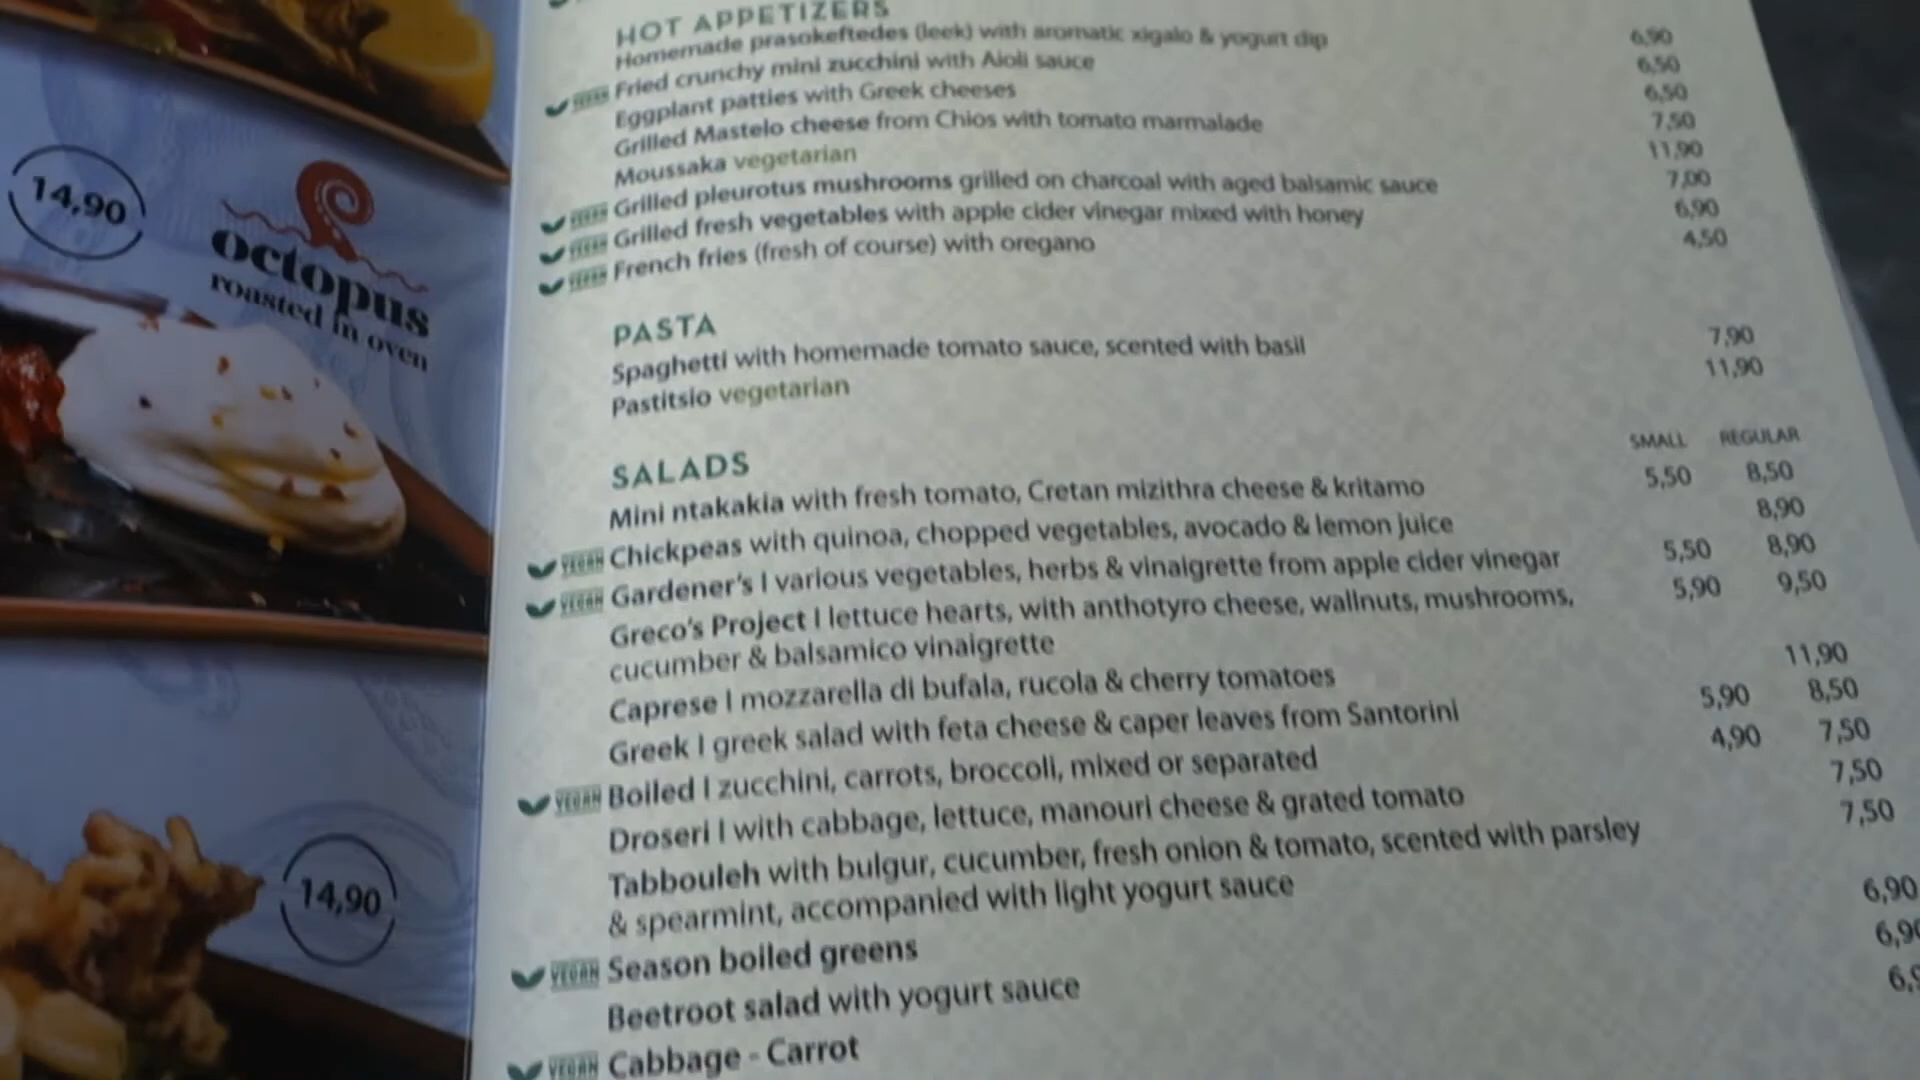 14,90
octopus
roasted in oven
14,90
HOT APPETIZERS
Homemade prasokeftedes (leek) with aromatic xigalo & yogurt dip 6,90
VEGAN Fried crunchy mini zucchini with Aioli sauce 6,50
Eggplant patties with Greek cheeses 6,50
Grilled Mastelo cheese from Chios with tomato marmalade 7,50
Moussaka vegetarian 11,90
VEGAN Grilled pleurotus mushrooms grilled on charcoal with aged balsamic sauce 7,00
VEGAN Grilled fresh vegetables with apple cider vinegar mixed with honey 6,90
VEGAN French fries (fresh of course) with oregano 4,50
PASTA
Spaghetti with homemade tomato sauce, scented with basil 7,90
Pastitsio vegetarian 11,90
SALADS SMALL REGULAR
Mini ntakakia with fresh tomato, Cretan mizithra cheese & kritamo 5,50 8,50
VEGAN Chickpeas with quinoa, chopped vegetables, avocado & lemon juice 8,90
VEGAN Gardener's I various vegetables, herbs & vinaigrette from apple cider vinegar 5,50 8,90
Greco's Project I lettuce hearts, with anthotyro cheese, wallnuts, mushrooms, 5,90 9,50
cucumber & balsamico vinaigrette
Caprese I mozzarella di bufala, rucola & cherry tomatoes 11,90
Greek I greek salad with feta cheese & caper leaves from Santorini 5,90 8,50
VEGAN Boiled I zucchini, carrots, broccoli, mixed or separated 4,90 7,50
Droseri I with cabbage, lettuce, manouri cheese & grated tomato 7,50
Tabbouleh with bulgur, cucumber, fresh onion & tomato, scented with parsley 7,50
& spearmint, accompanied with light yogurt sauce
VEGAN Season boiled greens 6,90
Beetroot salad with yogurt sauce 6,90
VEGAN Cabbage - Carrot